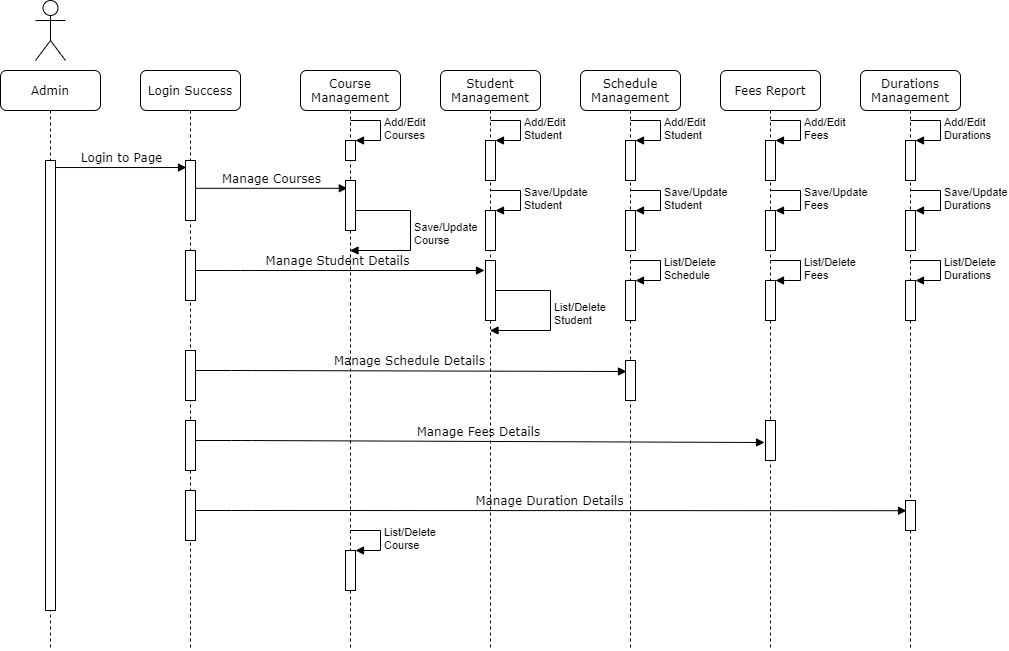 Admin
Login Success
Course
Management
Student
Management
Schedule
Management
Fees Report
Durations
Management
Add/Edit
Courses
Add/Edit
Student
Add/Edit
Student
Add/Edit
Fees
Add/Edit
Durations
Login to Page
Manage Courses
Save/Update
Student
Save/Update
Student
Save/Update
Fees
Save/Update
Durations
Save/Update
Course
Manage Student Details
List/Delete
Schedule
List/Delete
Fees
List/Delete
Durations
List/Delete
Student
Manage Schedule Details
Manage Fees Details
Manage Duration Details
List/Delete
Course